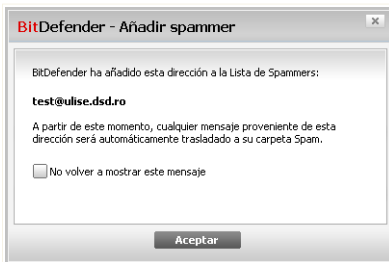 BitDefender - Añadir spammer
BitDefender ha añadido esta dirección a la Lista de Spammers:
test@ulise.dsd.ro
A partir de este momento, cualquier mensaje proveniente de esta
dirección será automáticamente trasladado a su carpeta Spam.
No volver a mostrar este mensaje
Aceptar